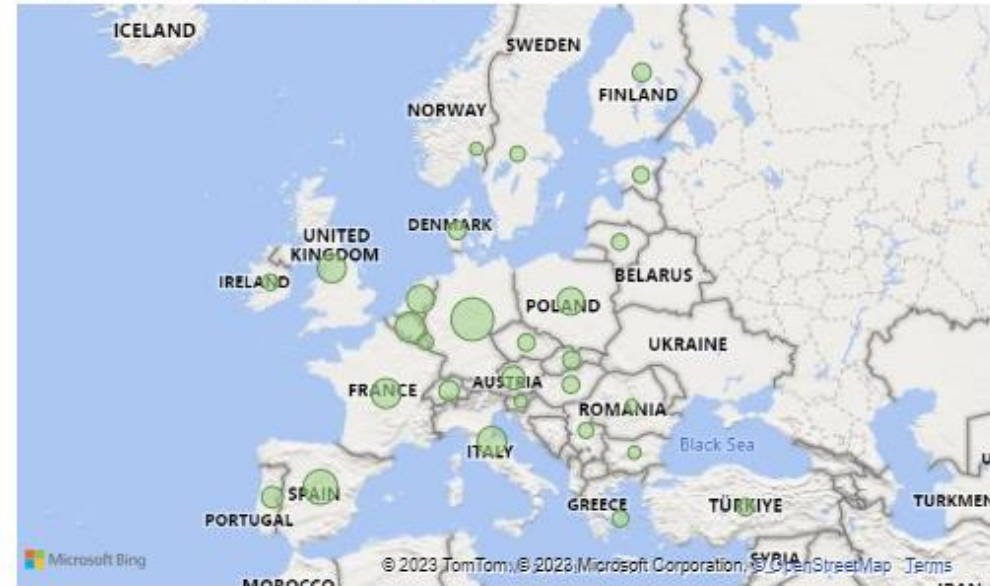 ICELAND
SWEDEN
FINLAND
NORWAY
DENMARK
UNITED
KINGDOM
IRELAND
BELARUS
POLAND
UKRAINE
FRANCE
AUSTRIA
ROMANIA
Black Sea
ITALY
SPAIN
PORTUGAL
GREECE
TÜRKIYE
TURKMEN
U
Microsoft Bing
© 2023 TomTom, © 2023 Microsoft Corporation, © OpenStreetMap Terms
SYRIA
MOROCCO
IRAN